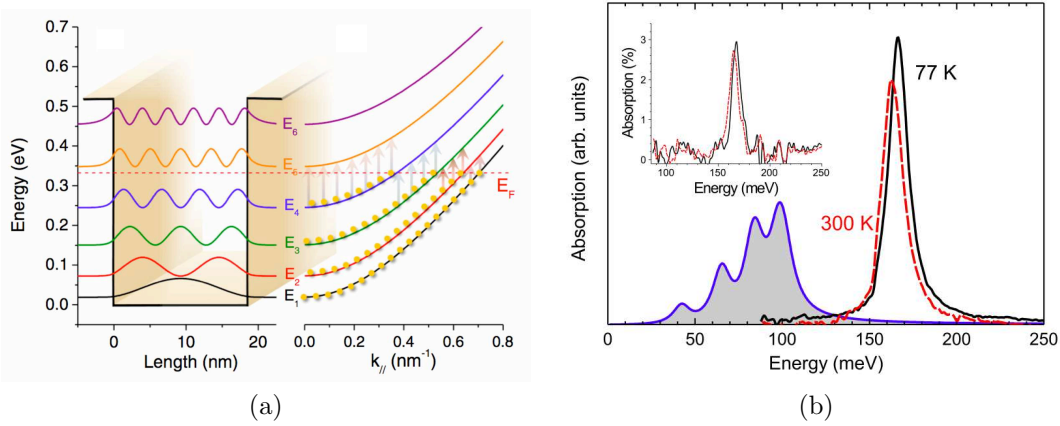 0.7
0.6
0.5
0.4
0.3
0.2
0.1
0.0
Energy (eV)
E6
E5
E4
E3
E2
E1
EF
0 10 20
Length (nm)
0.0 0.2 0.4 0.6 0.8
k// (nm-1)
(a)
Absorption (arb. units)
3
2
1
0
Absorption (%)
100 150 200 250
Energy (meV)
77 K
300 K
0 50 100 150 200 250
Energy (meV)
(b)